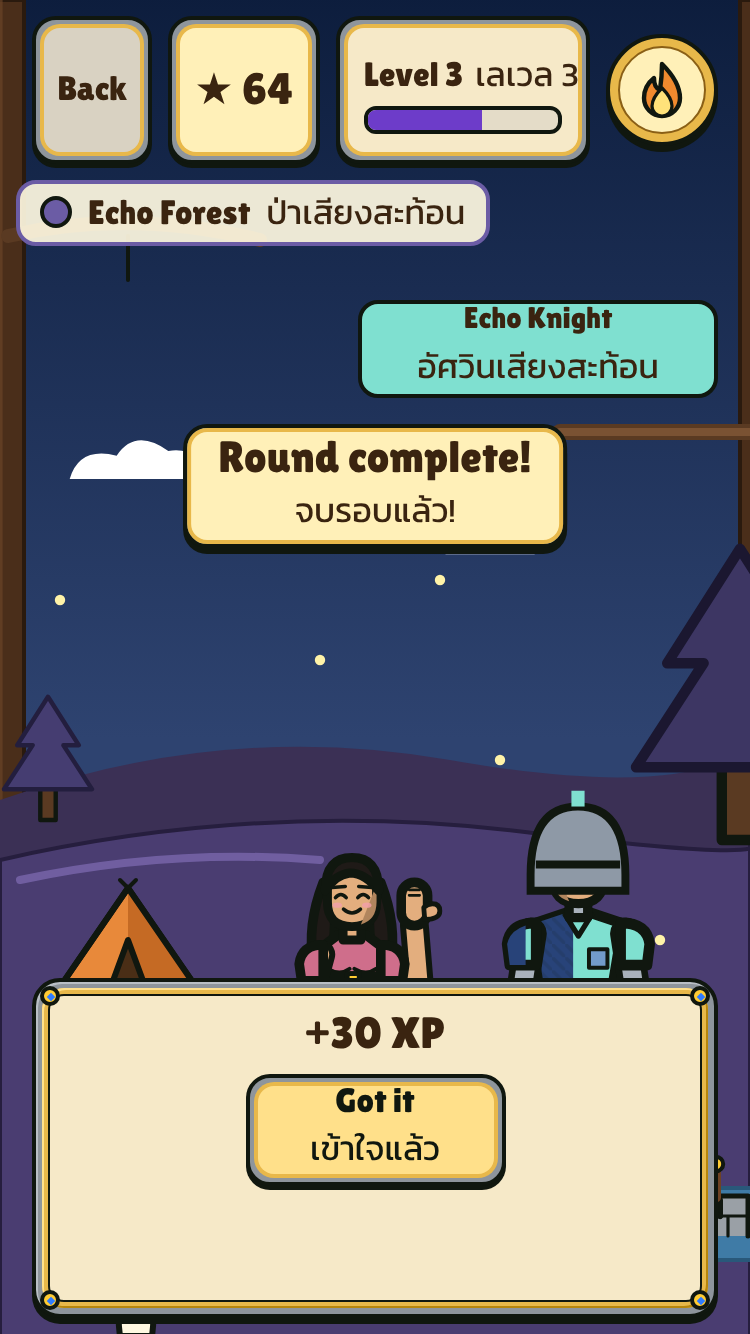 Back
★ 64
Level 3 เลเวล 3
Echo Forest ป่าเสียงสะท้อน
Echo Knight
อัศวินเสียงสะท้อน
Round complete!
จบรอบแล้ว!
+30 XP
Got it
เข้าใจแล้ว